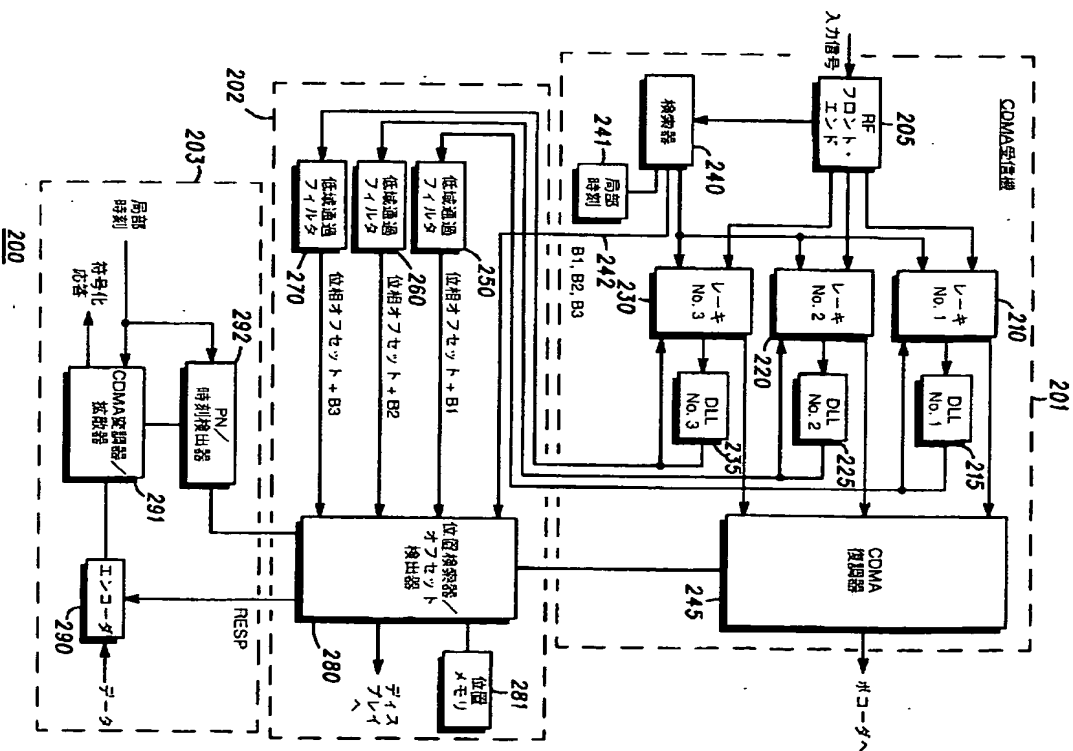 入力信号
CDMA受信機
201
RF
フロント・
エンド
205
検索器
240
241
局部
時刻
242
B1, B2, B3
レーキ
No.1
210
レーキ
No.2
220
レーキ
No.3
230
DLL
No.1
215
DLL
No.2
225
DLL
No.3
235
CDMA
復調器
245
ボコーダへ
202
低域通過
フィルタ
250
低域通過
フィルタ
260
低域通過
フィルタ
270
位相オフセット+B1
位相オフセット+B2
位相オフセット+B3
位置検索器/
オフセット
検出器
280
位置
メモリ
281
ディス
プレイ
へ
203
局部
時刻
符号化
応答
292
PN/
時刻検出器
CDMA変調器/
拡散器
291
エンコーダ
290
RESP
データ
200